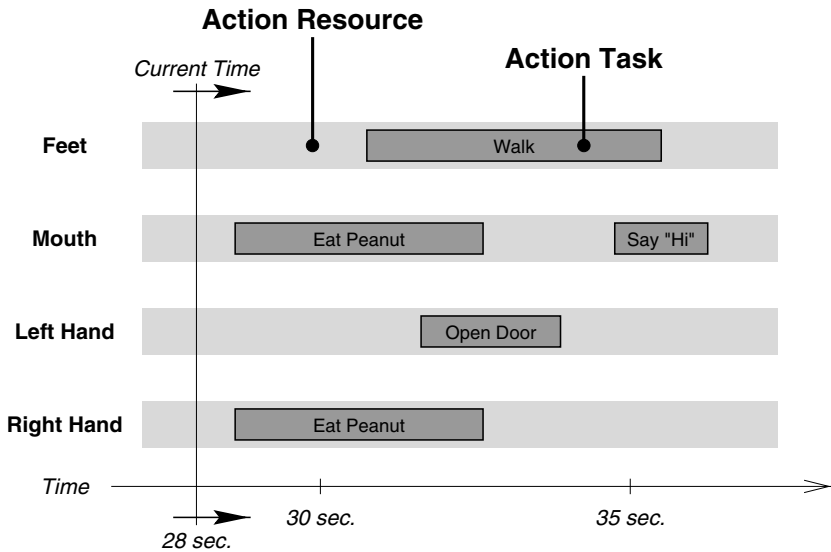 Action Resource
Action Task
Current Time
Feet
Walk
Mouth
Eat Peanut
Say "Hi"
Left Hand
Open Door
Right Hand
Eat Peanut
Time
30 sec.
35 sec.
28 sec.